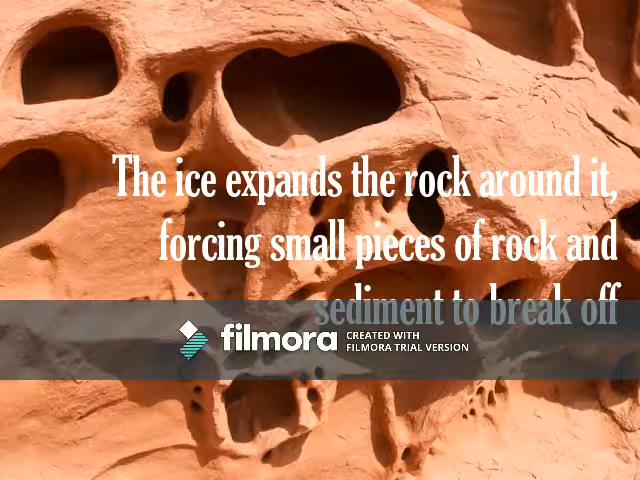 The ice expands the rock around it,
forcing small pieces of rock and
sediment to break off
filmora
CREATED WITH
FILMORA TRIAL VERSION